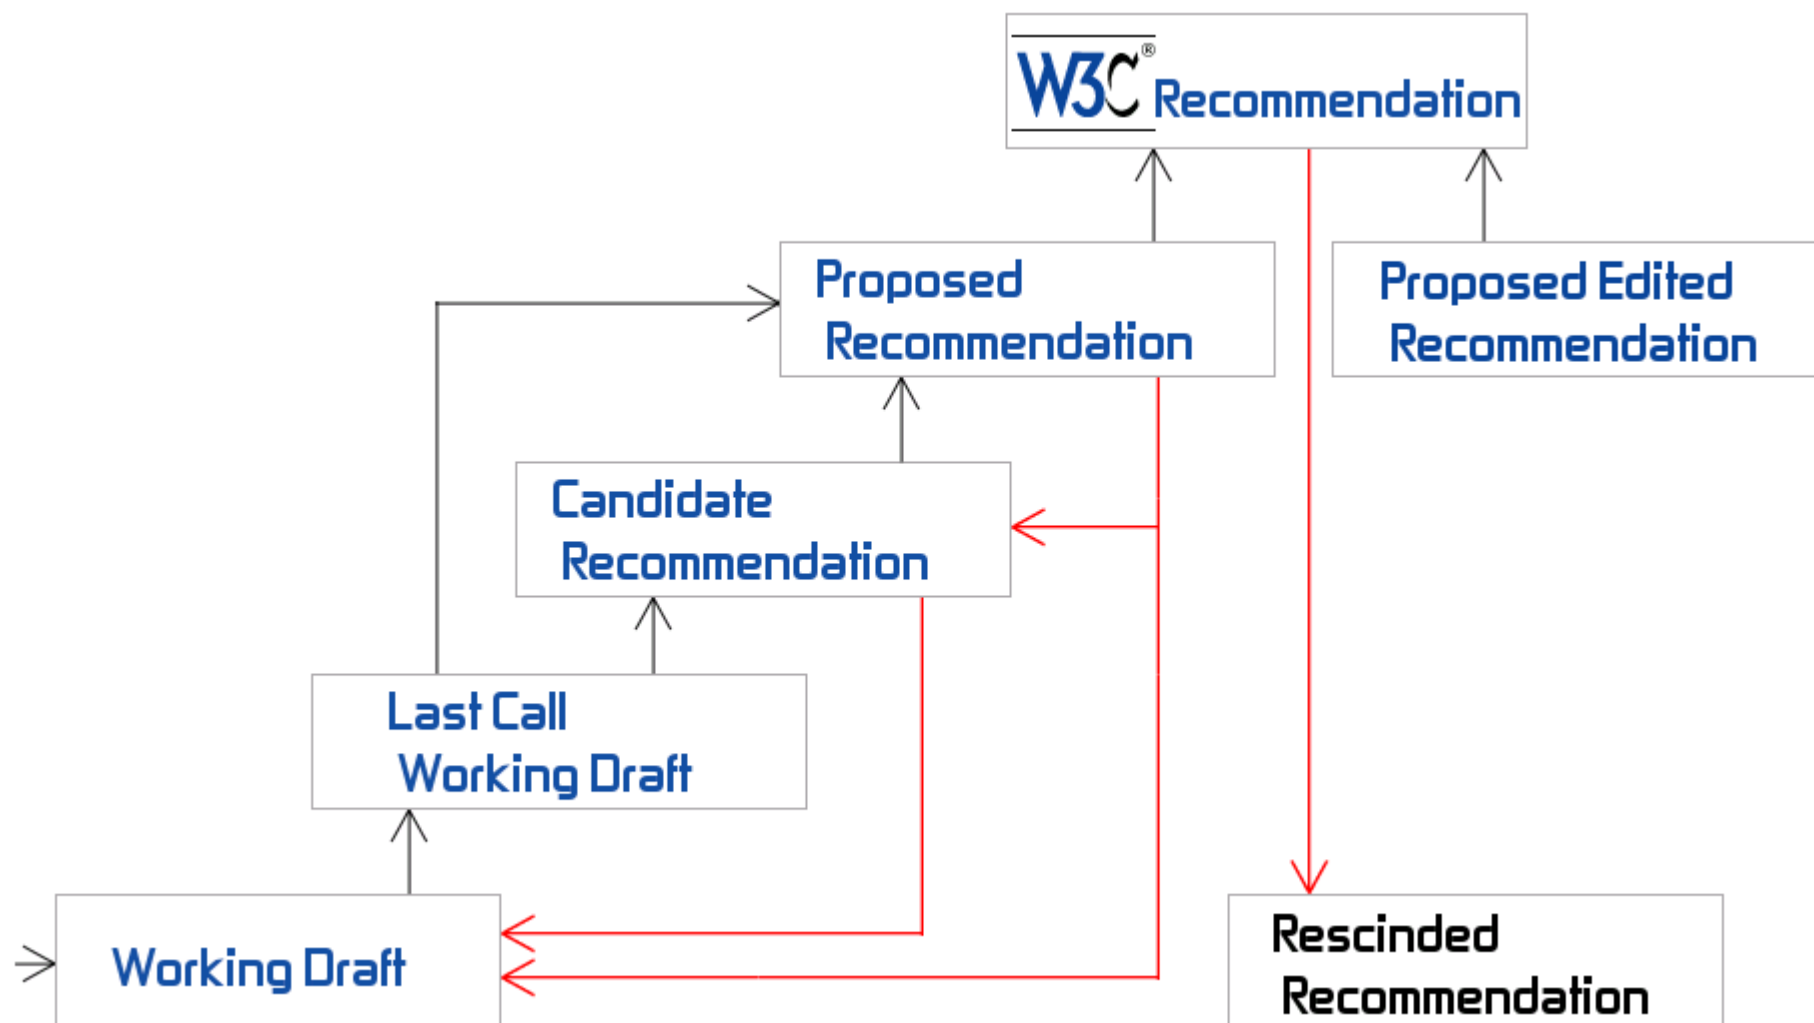 W3C® Recommendation
Proposed
Recommendation
Proposed Edited
Recommendation
Candidate
Recommendation
Last Call
Working Draft
Working Draft
Rescinded
Recommendation